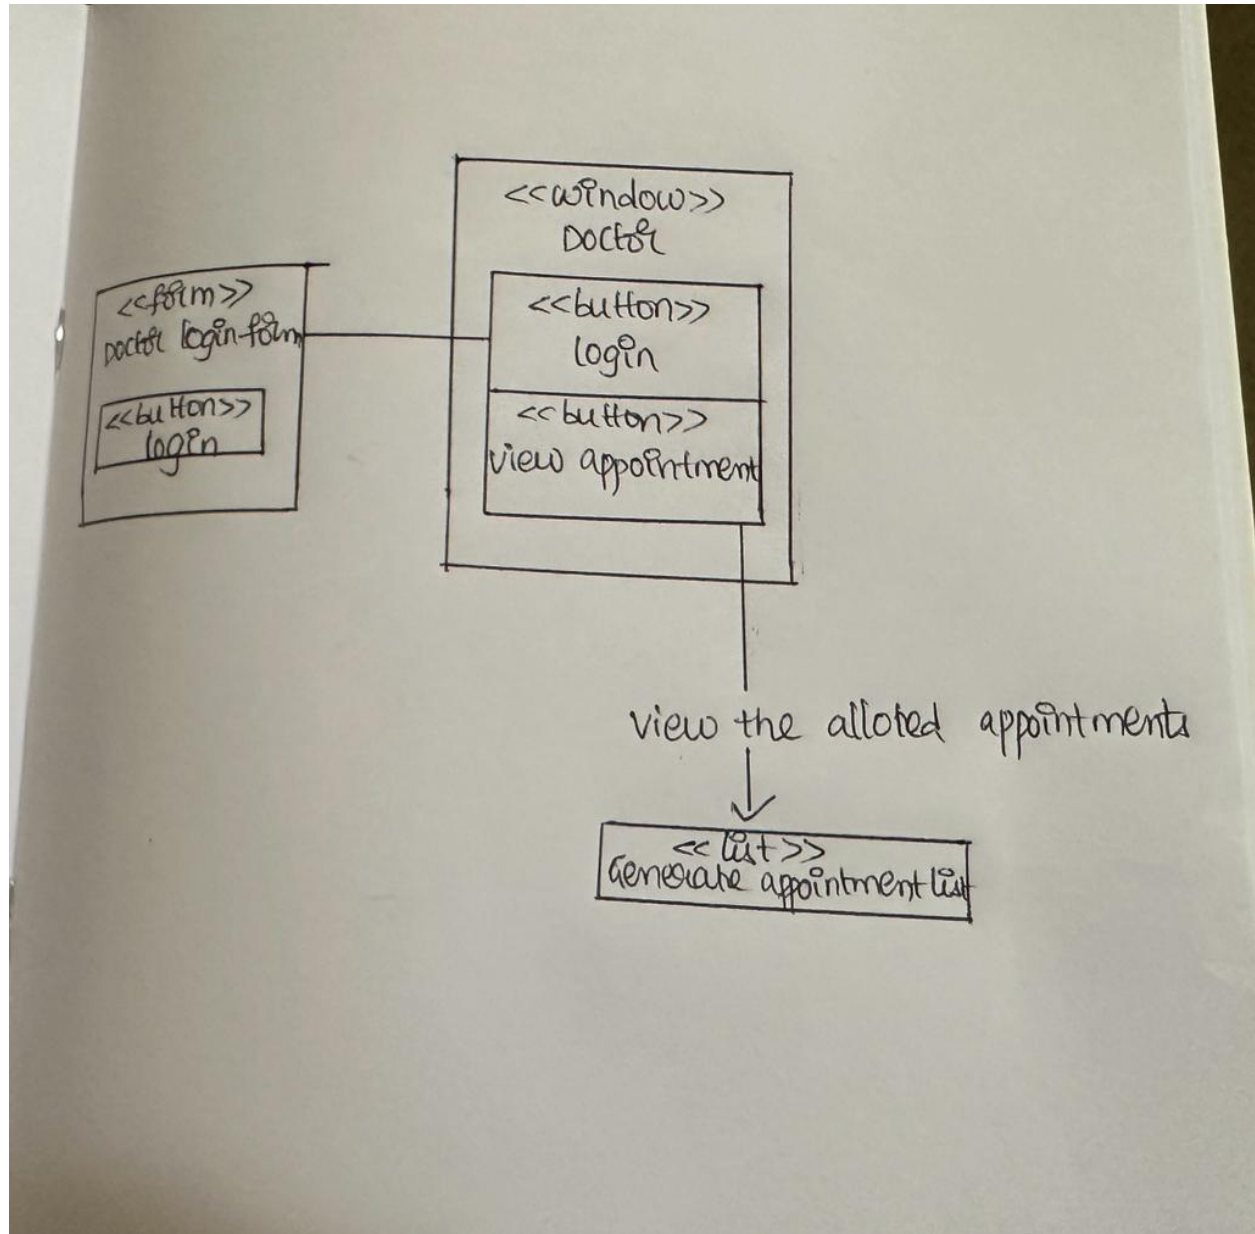 <<window>>
Doctor
<<button>>
login
<<button>>
view appointment
<<form>>
Doctor login form
<<button>>
login
view the alloted appointments
<<list>>
Generate appointment list